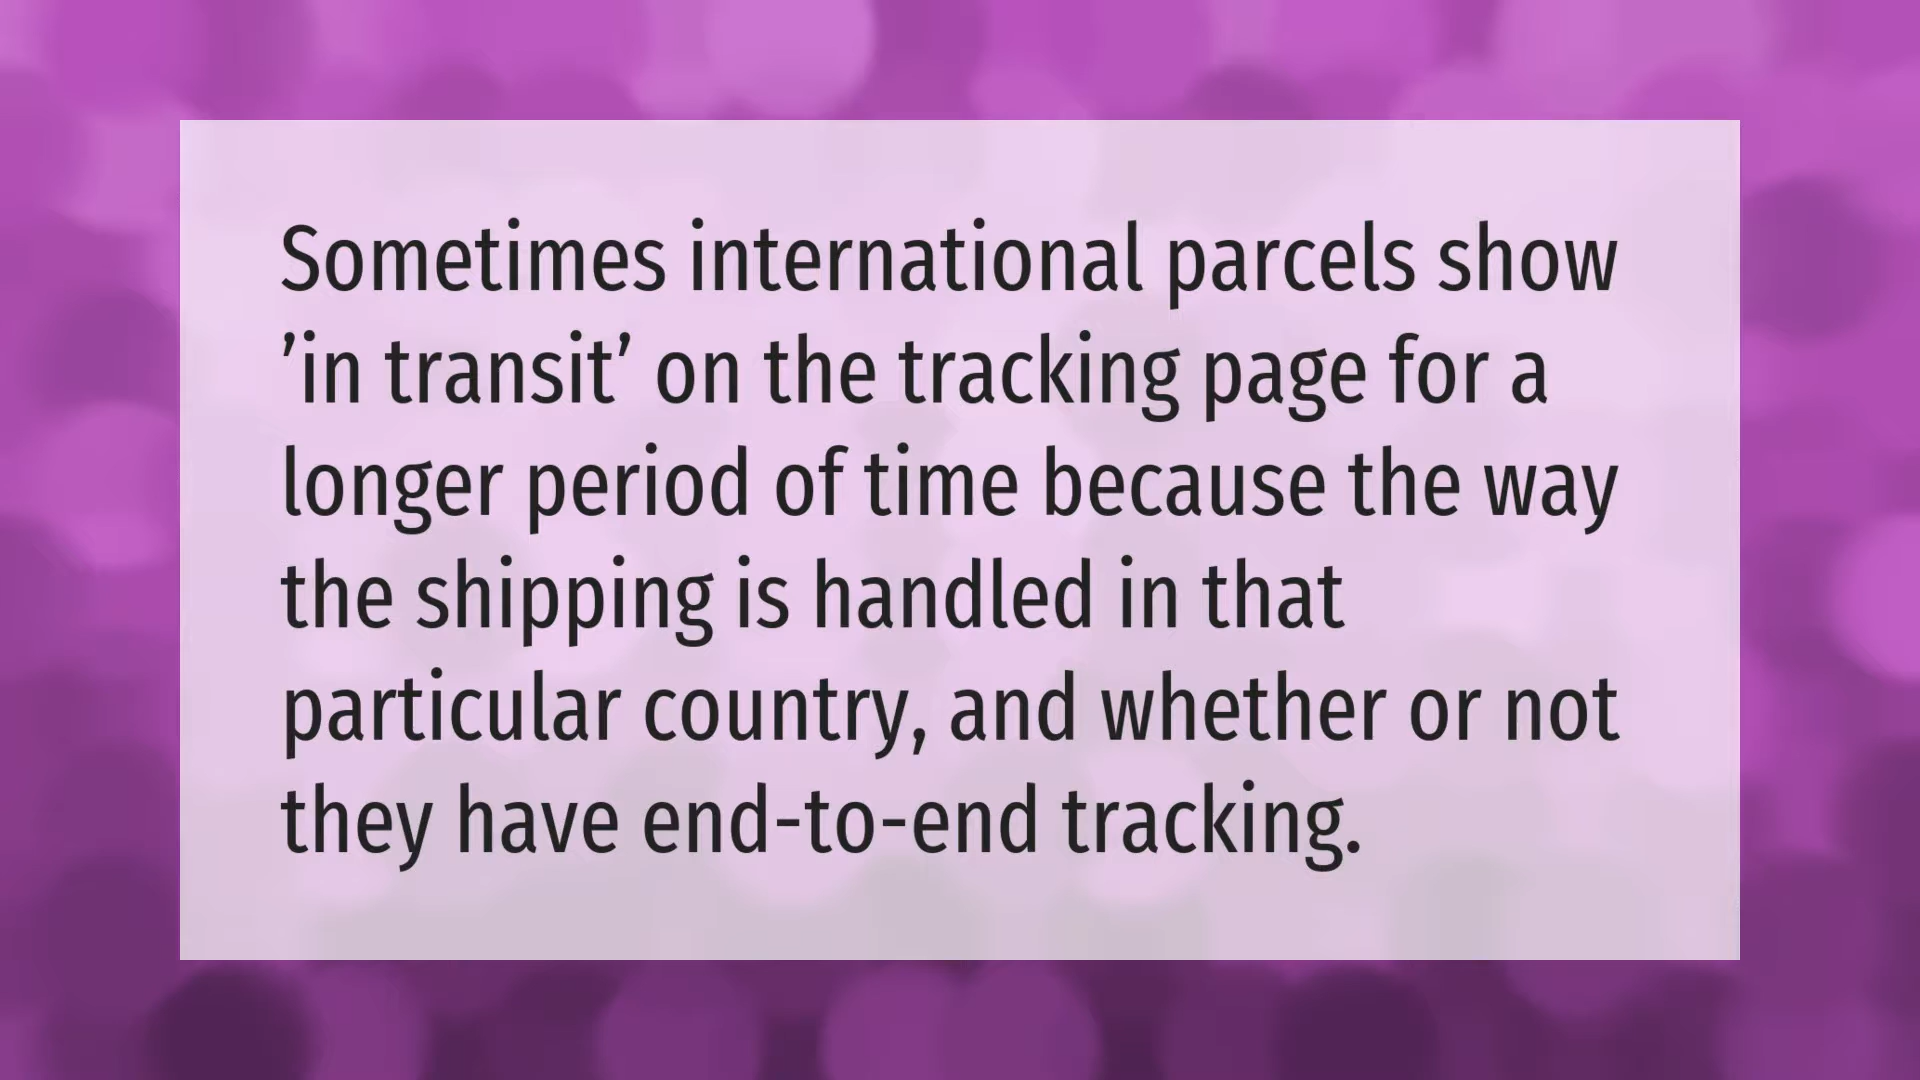 Sometimes international parcels show
’in transit’ on the tracking page for a
longer period of time because the way
the shipping is handled in that
particular country, and whether or not
they have end-to-end tracking.